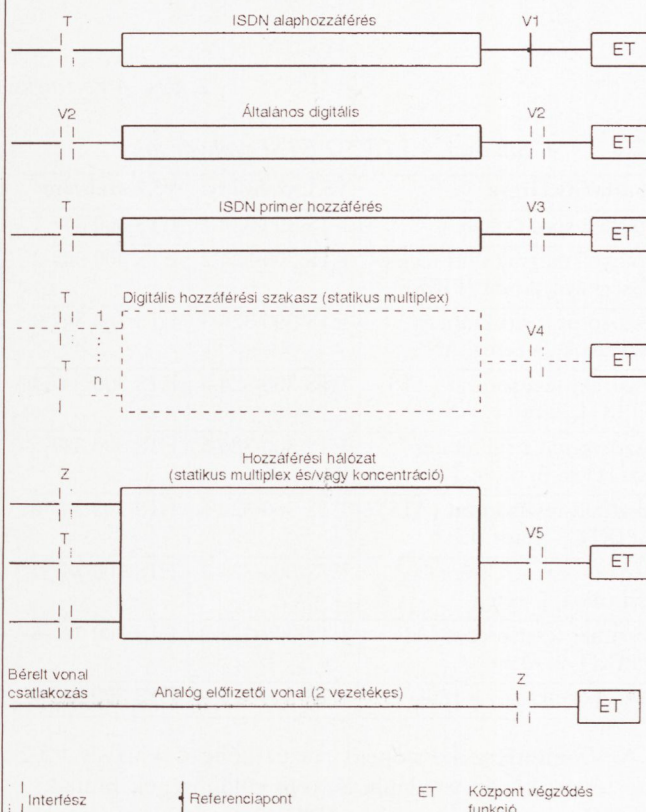 T ISDN alaphozzáférés V1
ET
V2 Általános digitális V2
ET
T ISDN primer hozzáférés V3
ET
T Digitális hozzáférési szakasz (statikus multiplex)
1
V4
T
n
ET
Hozzáférési hálózat
Z (statikus multiplex és/vagy koncentráció)
T V5
ET
Bérelt vonal
csatlakozás Analóg előfizetői vonal (2 vezetékes) Z
ET
Interfész Referenciapont ET Központ végződés
funkció